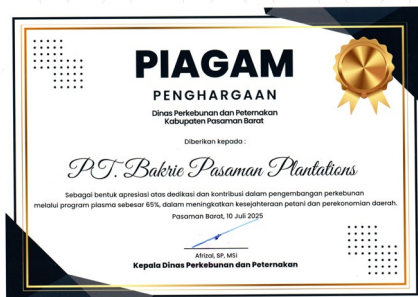 PIAGAM
PENGHARGAAN
Dinas Perkebunan dan Peternakan
Kabupaten Pasaman Barat
Diberikan kepada :
PT. Bakrie Pasaman Plantations
Sebagai bentuk apresiasi atas dedikasi dan kontribusi dalam pengembangan perkebunan
melalui program plasma sebesar 65%, dalam meningkatkan kesejahteraan petani dan perekonomian daerah.
Pasaman Barat, 10 Juli 2025
Afrizal, SP, MSi
Kepala Dinas Perkebunan dan Peternakan